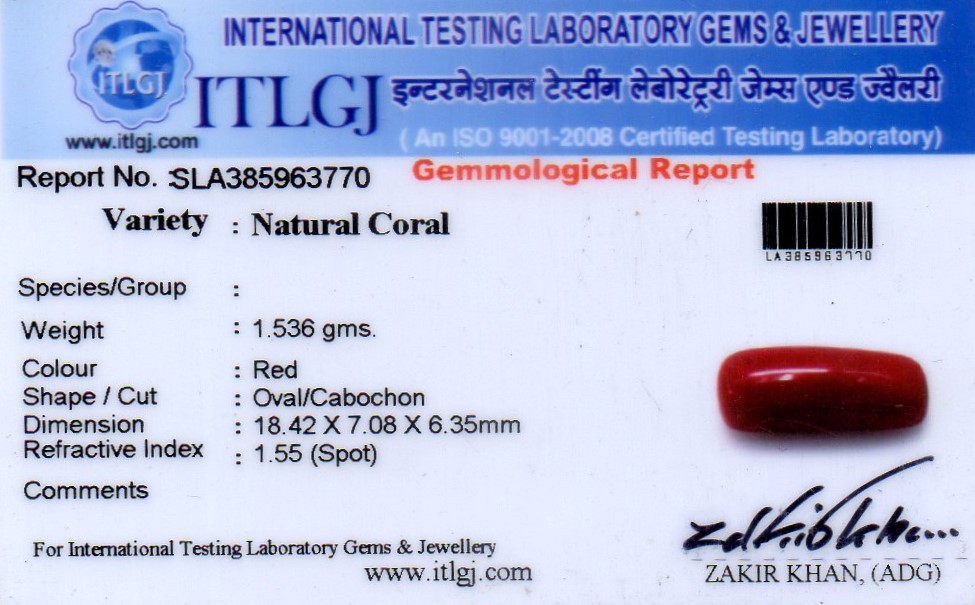 INTERNATIONAL TESTING LABORATORY GEMS & JEWELLERY
ITLGJ
ITLGJ
इन्टरनेशनल टेस्टींग लेबोरेट्ररी जेम्स एण्ड ज्वैलरी
www.itlgj.com
( An ISO 9001-2008 Certified Testing Laboratory)
Report No. :SLA385963770
Gemmological Report
Variety : Natural Coral
LA385963770
Species/Group :
Weight : 1.536 gms.
Colour : Red
Shape / Cut : Oval/Cabochon
Dimension : 18.42 X 7.08 X 6.35mm
Refractive Index : 1.55 (Spot)
Comments
For International Testing Laboratory Gems & Jewellery
www.itlgj.com
ZAKIR KHAN, (ADG)